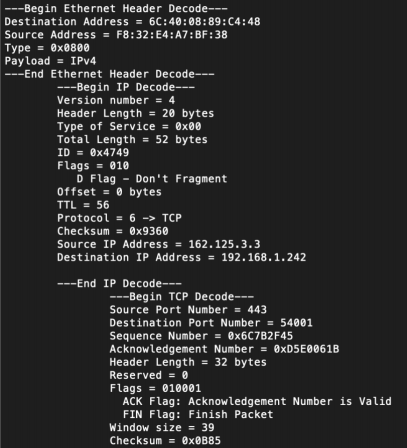 ---Begin Ethernet Header Decode---
Destination Address = 6C:40:08:89:C4:48
Source Address = F8:32:E4:A7:BF:38
Type = 0x0800
Payload = IPv4
---End Ethernet Header Decode---
---Begin IP Decode---
Version number = 4
Header Length = 20 bytes
Type of Service = 0x00
Total Length = 52 bytes
ID = 0x4749
Flags = 010
D Flag - Don't Fragment
Offset = 0 bytes
TTL = 56
Protocol = 6 -> TCP
Checksum = 0x9360
Source IP Address = 162.125.3.3
Destination IP Address = 192.168.1.242
---End IP Decode---
---Begin TCP Decode---
Source Port Number = 443
Destination Port Number = 54001
Sequence Number = 0x6C7B2F45
Acknowledgement Number = 0xD5E0061B
Header Length = 32 bytes
Reserved = 0
Flags = 010001
ACK Flag: Acknowledgement Number is Valid
FIN Flag: Finish Packet
Window size = 39
Checksum = 0x0B85